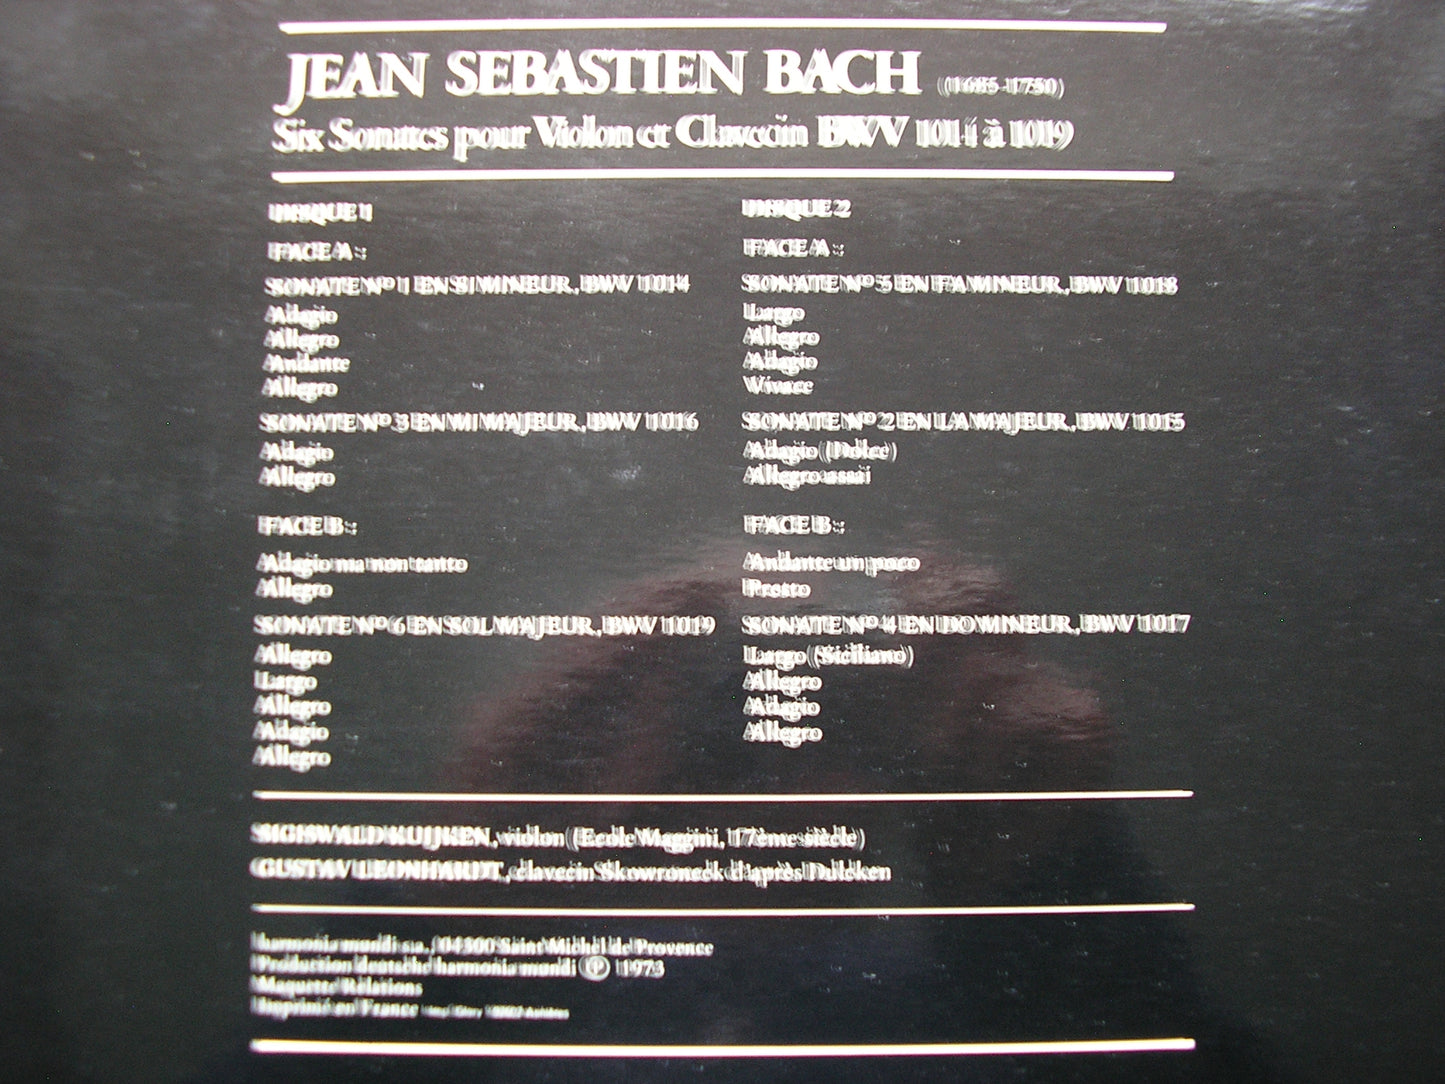 JEAN SEBASTIEN BACH (1685-1750)
Six Sonates pour Violon et Clavecin BWV 1014 à 1019
DISQUE 1
FACE A :
SONATE Nº 1 EN SI MINEUR, BWV 1014
Adagio
Allegro
Andante
Allegro
SONATE Nº 3 EN MI MAJEUR, BWV 1016
Adagio
Allegro
FACE B :
Adagio ma non tanto
Allegro
SONATE Nº 6 EN SOL MAJEUR, BWV 1019
Allegro
Largo
Allegro
Adagio
Allegro
DISQUE 2
FACE A :
SONATE Nº 5 EN FA MINEUR, BWV 1018
Largo
Allegro
Adagio
Vivace
SONATE Nº 2 EN LA MAJEUR, BWV 1015
Adagio (Dolce)
Allegro assai
FACE B :
Andante un poco
Presto
SONATE Nº 4 EN DO MINEUR, BWV 1017
Largo (Siciliano)
Allegro
Adagio
Allegro
SIGISWALD KUIJKEN, violon (Ecole Maggini, 17ème siècle)
GUSTAV LEONHARDT, clavecin Skowroneck d'après Dulcken
harmonia mundi s.a., 04300 Saint Michel de Provence
Production deutsche harmonia mundi ℗ 1973
Maquette Relations
Imprimé en France